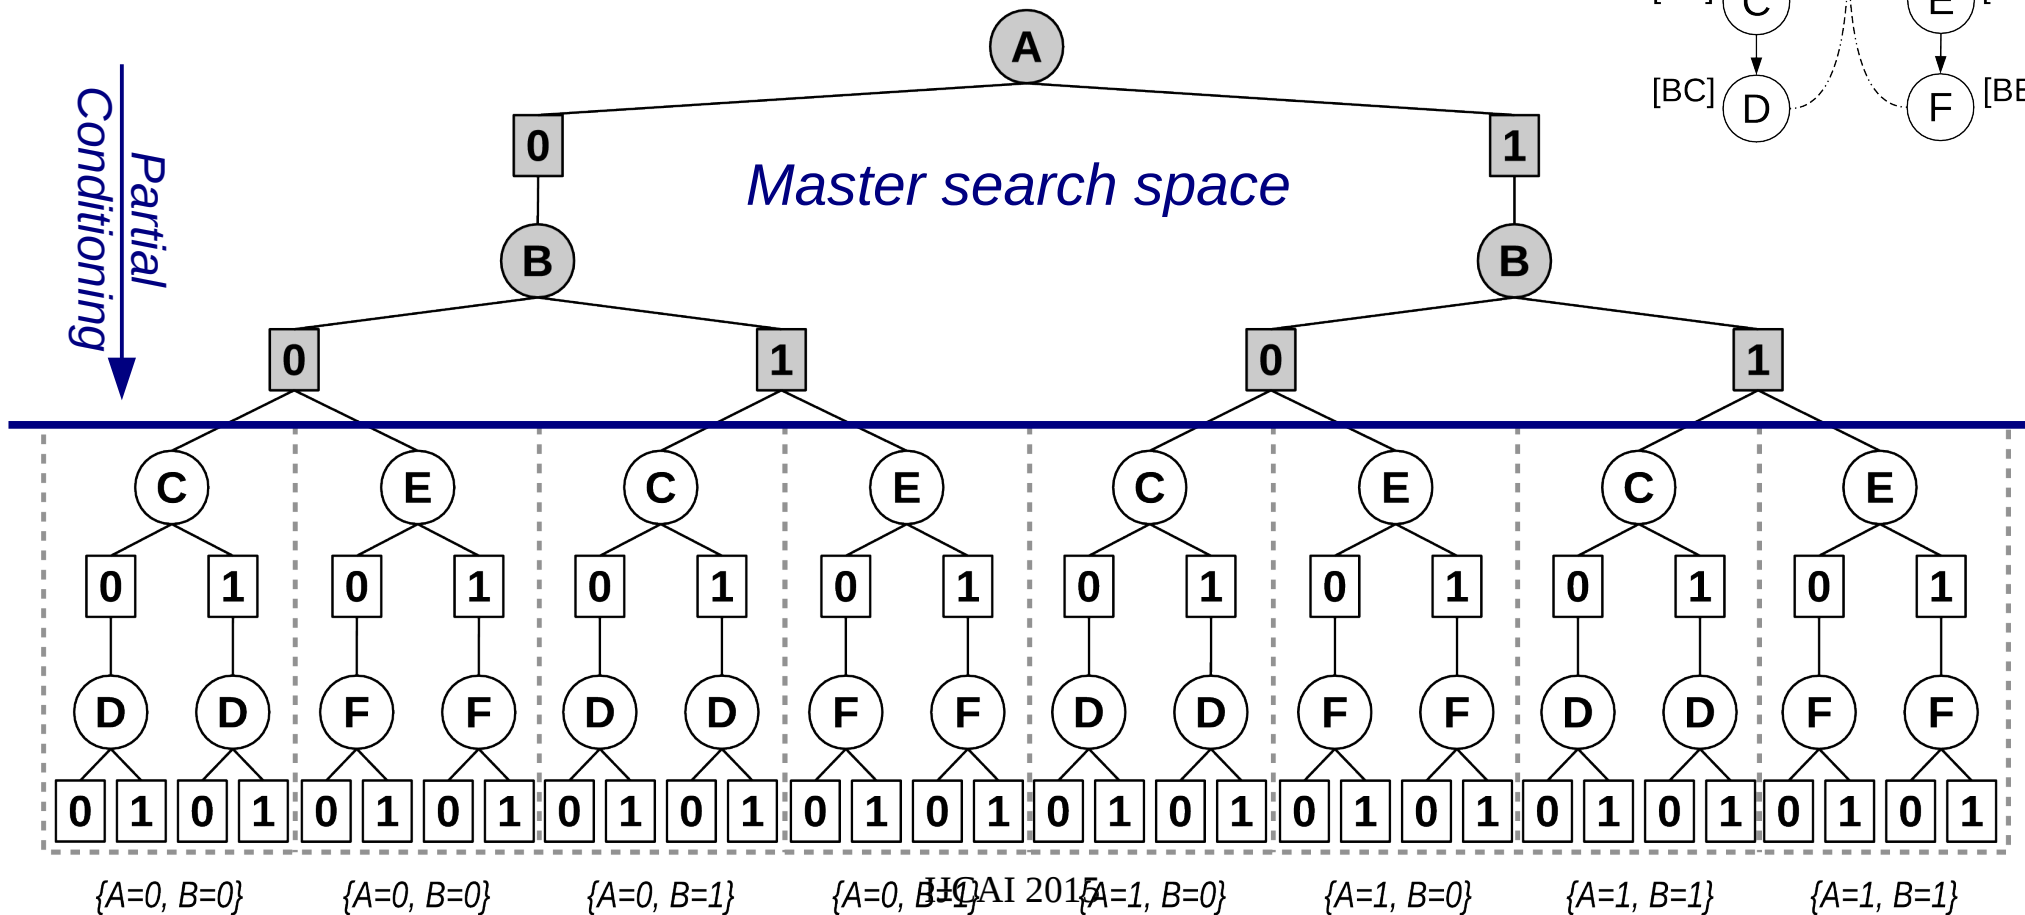 A
C E
0 1
Master search space
[BC] D F [BE
Partial
Conditioning
B B
0 1 0 1
C E C E C E C E
0 1 0 1 0 1 0 1 0 1 0 1 0 1 0 1
D D F F D D F F D D F F D D F F
0 1 0 1 0 1 0 1 0 1 0 1 0 1 0 1 0 1 0 1 0 1 0 1 0 1 0 1 0 1 0 1
{A=0, B=0} {A=0, B=0} {A=0, B=1} {A=0, B=1} {A=1, B=0} {A=1, B=0} {A=1, B=1} {A=1, B=1}
IJCAI 2015